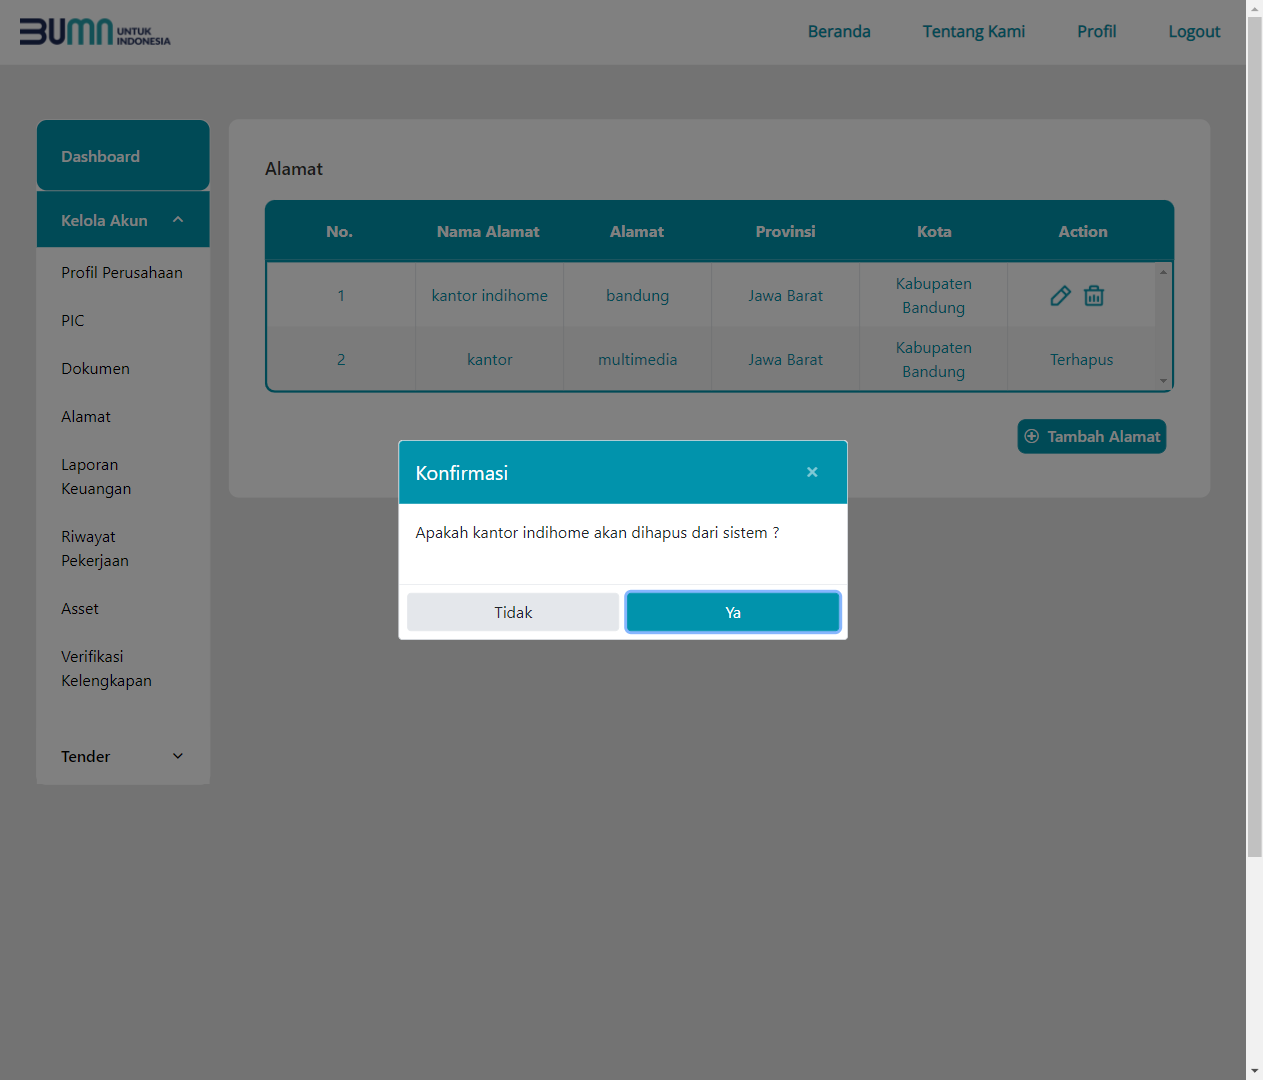 BUMN UNTUK INDONESIA
Beranda Tentang Kami Profil Logout
Dashboard
Kelola Akun
Profil Perusahaan
PIC
Dokumen
Alamat
Laporan
Keuangan
Riwayat
Pekerjaan
Asset
Verifikasi
Kelengkapan
Tender
Alamat
No. Nama Alamat Alamat Provinsi Kota Action
1 kantor indihome bandung Jawa Barat Kabupaten Bandung
2 kantor multimedia Jawa Barat Kabupaten Bandung Terhapus
Tambah Alamat
Konfirmasi ×
Apakah kantor indihome akan dihapus dari sistem ?
Tidak Ya